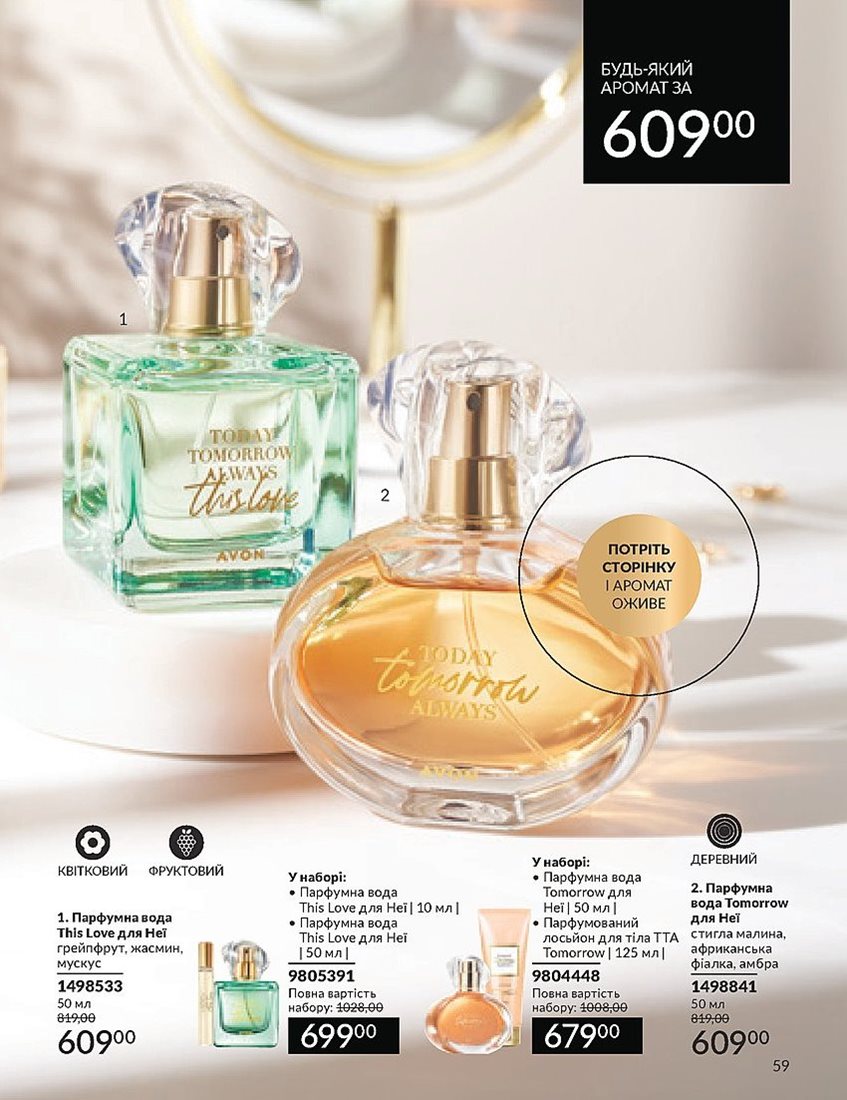 БУДЬ-ЯКИЙ
АРОМАТ ЗА
609⁰⁰
1
TODAY
TOMORROW
ALWAYS
this love
AVON
2
ПОТРІТЬ
СТОРІНКУ
І АРОМАТ
ОЖИВЕ
TODAY
tomorrow
ALWAYS
AVON
КВІТКОВИЙ
ФРУКТОВИЙ
1. Парфумна вода
This Love для Неї
грейпфрут, жасмин,
мускус
1498533
50 мл
819,00
609⁰⁰
У наборі:
• Парфумна вода
This Love для Неї | 10 мл |
• Парфумна вода
This Love для Неї
| 50 мл |
9805391
Повна вартість
набору: 1028,00
699⁰⁰
У наборі:
• Парфумна вода
Tomorrow для
Неї | 50 мл |
• Парфумований
лосьйон для тіла ТТА
Tomorrow | 125 мл |
9804448
Повна вартість
набору: 1008,00
679⁰⁰
ДЕРЕВНИЙ
2. Парфумна
вода Tomorrow
для Неї
стигла малина,
африканська
фіалка, амбра
1498841
50 мл
819,00
609⁰⁰
59